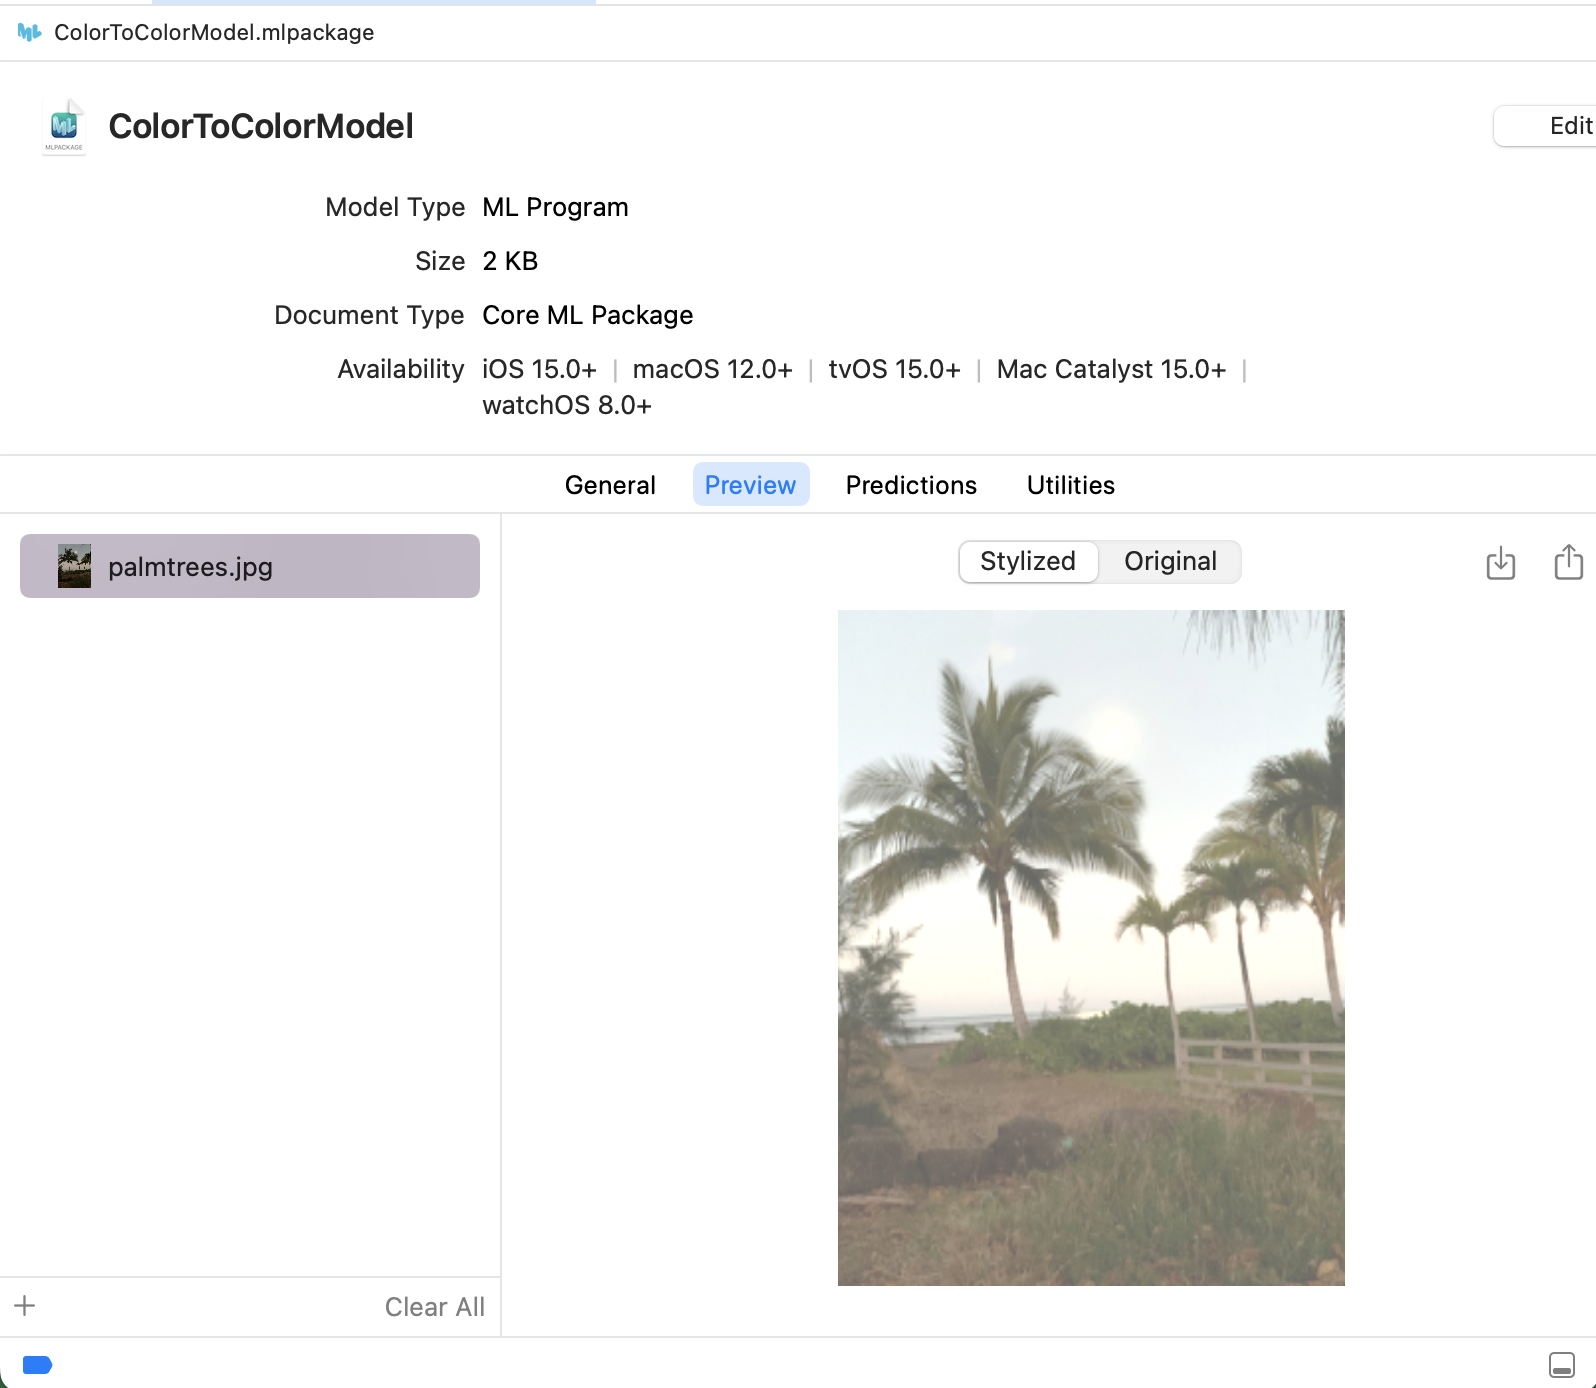 ColorToColorModel.mlpackage
MLPACKAGE
ColorToColorModel
Edit
Model Type ML Program
Size 2 KB
Document Type Core ML Package
Availability iOS 15.0+ | macOS 12.0+ | tvOS 15.0+ | Mac Catalyst 15.0+ |
watchOS 8.0+
General Preview Predictions Utilities
palmtrees.jpg
Stylized Original
+ Clear All